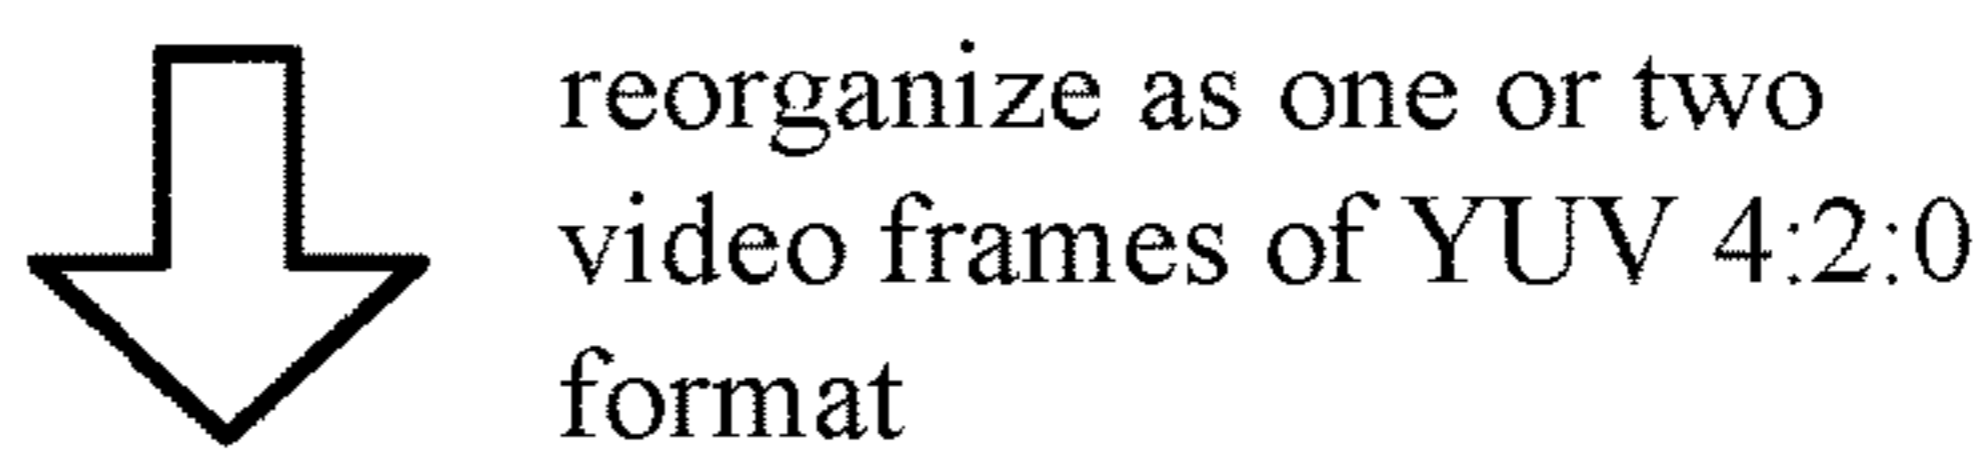 reorganize as one or two
video frames of YUV 4:2:0
format